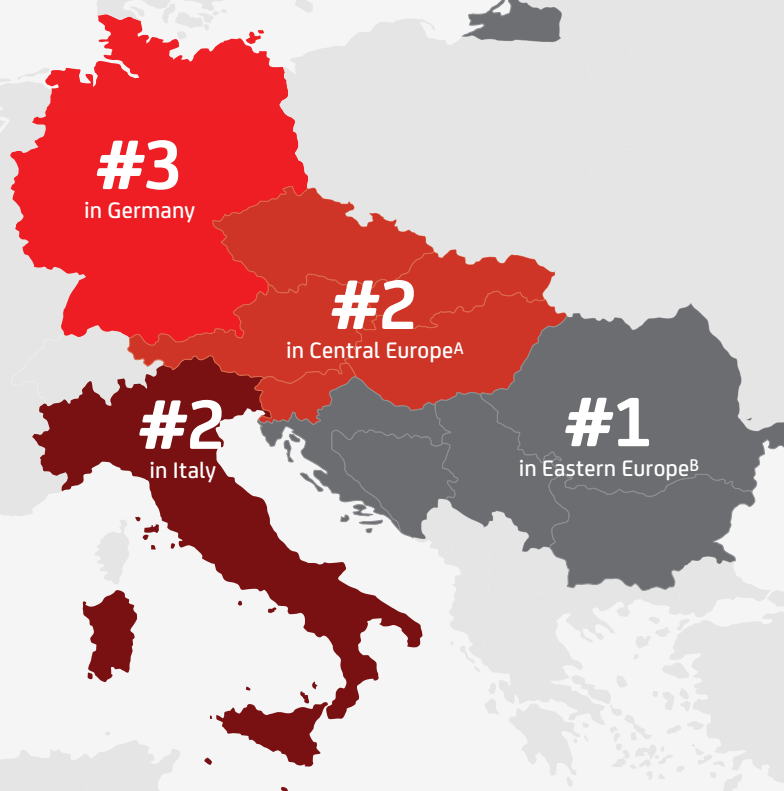 #3
in Germany
#2
in Central Europeᴬ
#2
in Italy
#1
in Eastern Europeᴮ